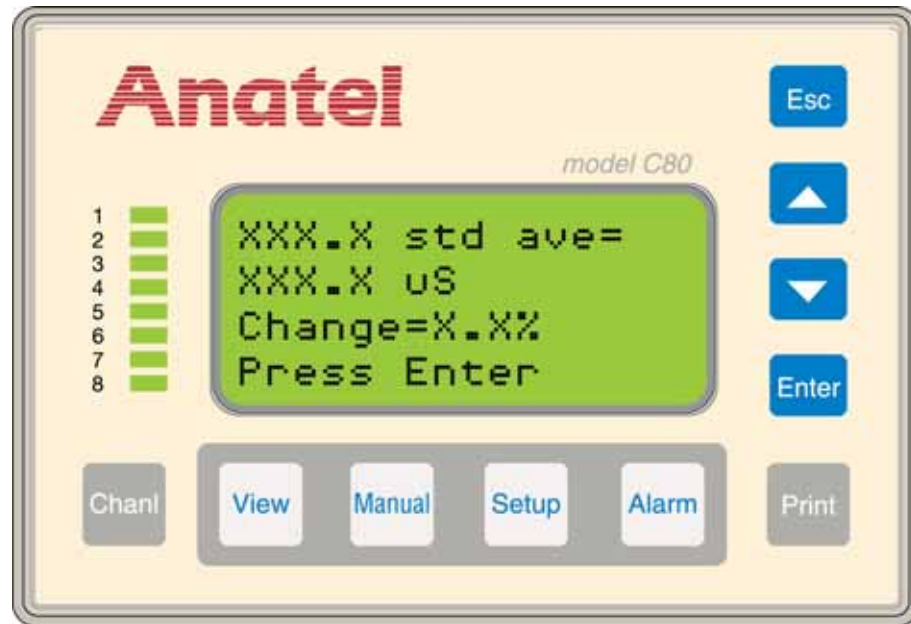 Anatel
model C80
Esc
1
2
3
4
5
6
7
8
XXX.X std ave=
XXX.X uS
Change=X.X%
Press Enter
Enter
Chanl
View
Manual
Setup
Alarm
Print